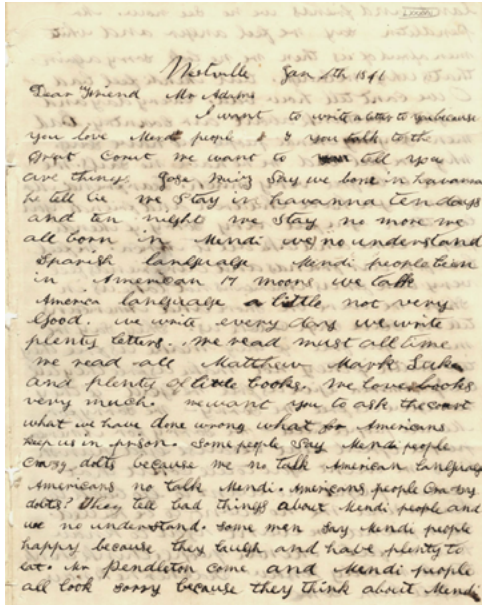 Westville Jan 4th 1841
Dear Friend Mr Adams
I want to write a letter to you because
you love Mendi people & you talk to the
Great Court we want to tell you
one thing Jose Ruiz Say we born in havanna
he tell lie we stay in havanna ten days
and ten night we stay no more we
all born in Mendi we no understand
Spanish language Mendi people been
in American 17 moons we talk
America language a little not very
Good. we write every day we write
plenty letters. we read most all time
we read all Matthew Mark Luke
and plenty of little books. we love books
very much. we want you to ask the court
what we have done wrong what for Americans
keep us in prison. Some people Say Mendi people
Crazy dolts because we no talk American language
Americans no talk Mendi. Americans people Crazy
dolts? They tell bad things about Mendi people and
we no understand. Some men say Mendi people
happy because they laugh and have plenty to
eat. Mr Pendleton come and Mendi people
all look sorry because they think about Mendi